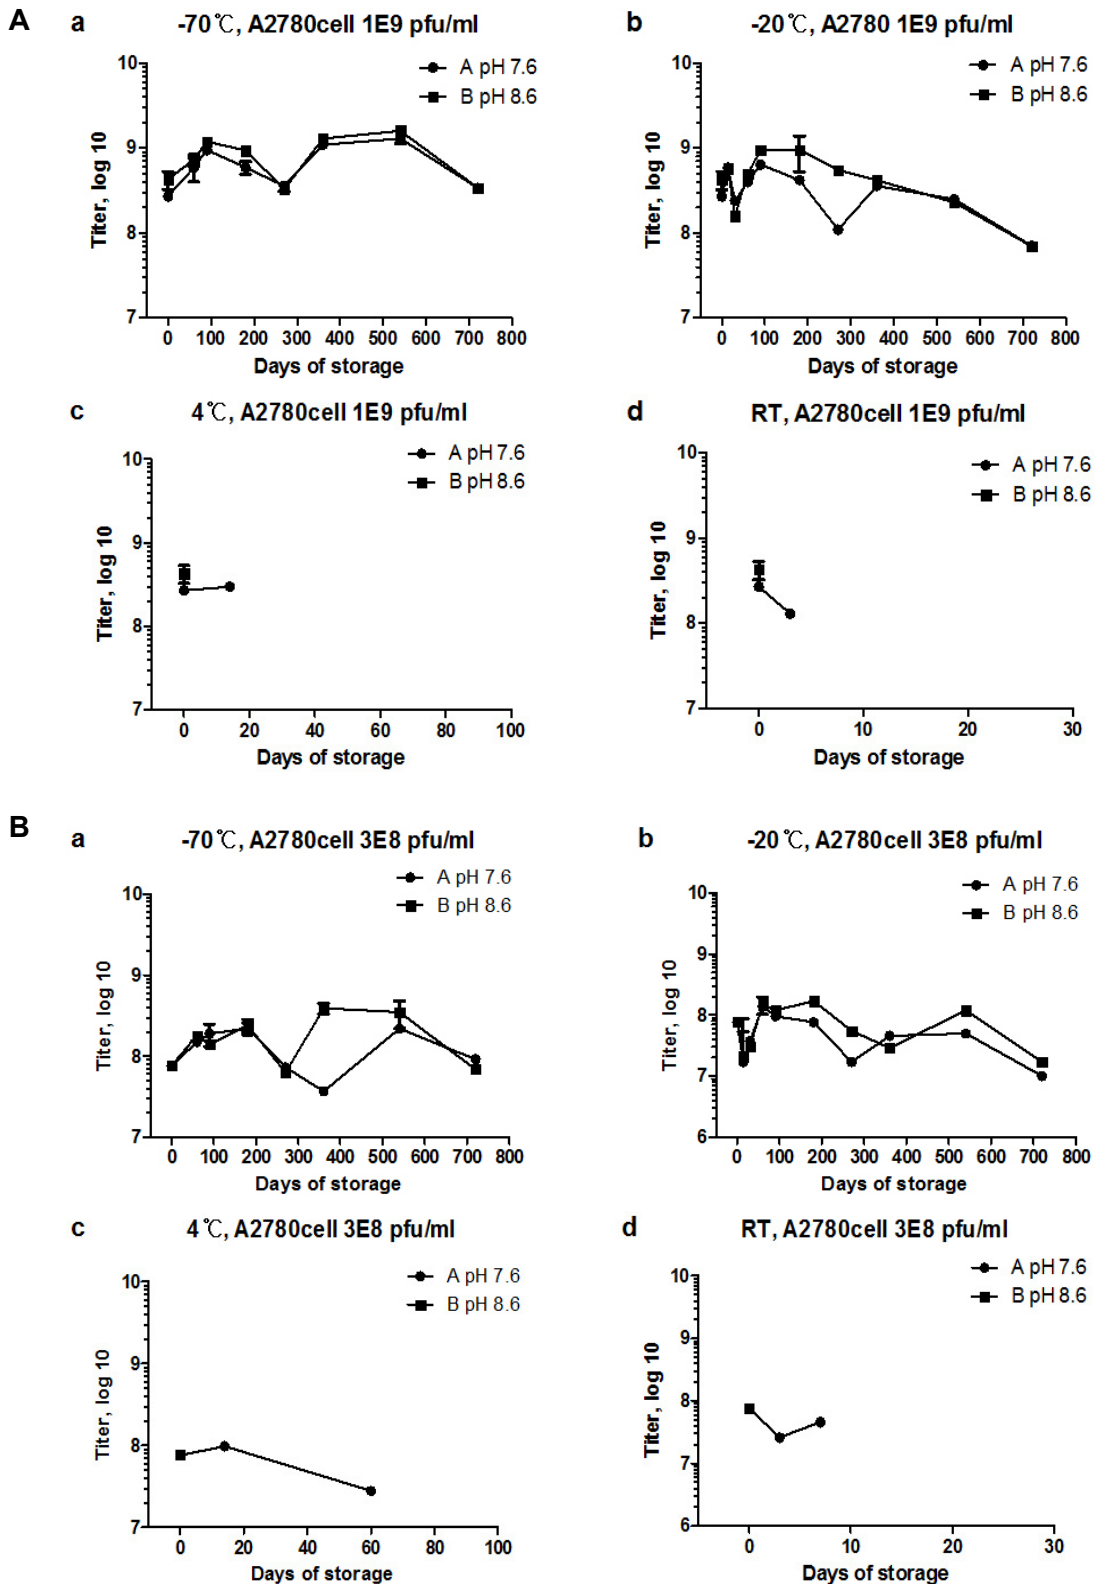 A
a
-70℃, A2780cell 1E9 pfu/ml
A pH 7.6
B pH 8.6
10
9
8
7
Titer, log 10
0 100 200 300 400 500 600 700 800
Days of storage
b
-20℃, A2780 1E9 pfu/ml
A pH 7.6
B pH 8.6
10
9
8
7
Titer, log 10
0 100 200 300 400 500 600 700 800
Days of storage
c
4℃, A2780cell 1E9 pfu/ml
A pH 7.6
B pH 8.6
10
9
8
7
Titer, log 10
0 20 40 60 80 100
Days of storage
d
RT, A2780cell 1E9 pfu/ml
A pH 7.6
B pH 8.6
10
9
8
7
Titer, log 10
0 10 20 30
Days of storage
B
a
-70℃, A2780cell 3E8 pfu/ml
A pH 7.6
B pH 8.6
10
9
8
7
Titer, log 10
0 100 200 300 400 500 600 700 800
Days of storage
b
-20℃, A2780cell 3E8 pfu/ml
A pH 7.6
B pH 8.6
10
9
8
7
6
Titer, log 10
0 100 200 300 400 500 600 700 800
Days of storage
c
4℃, A2780cell 3E8 pfu/ml
A pH 7.6
B pH 8.6
10
9
8
7
Titer, log 10
0 20 40 60 80 100
Days of storage
d
RT, A2780cell 3E8 pfu/ml
A pH 7.6
B pH 8.6
10
9
8
7
6
Titer, log 10
0 10 20 30
Days of storage